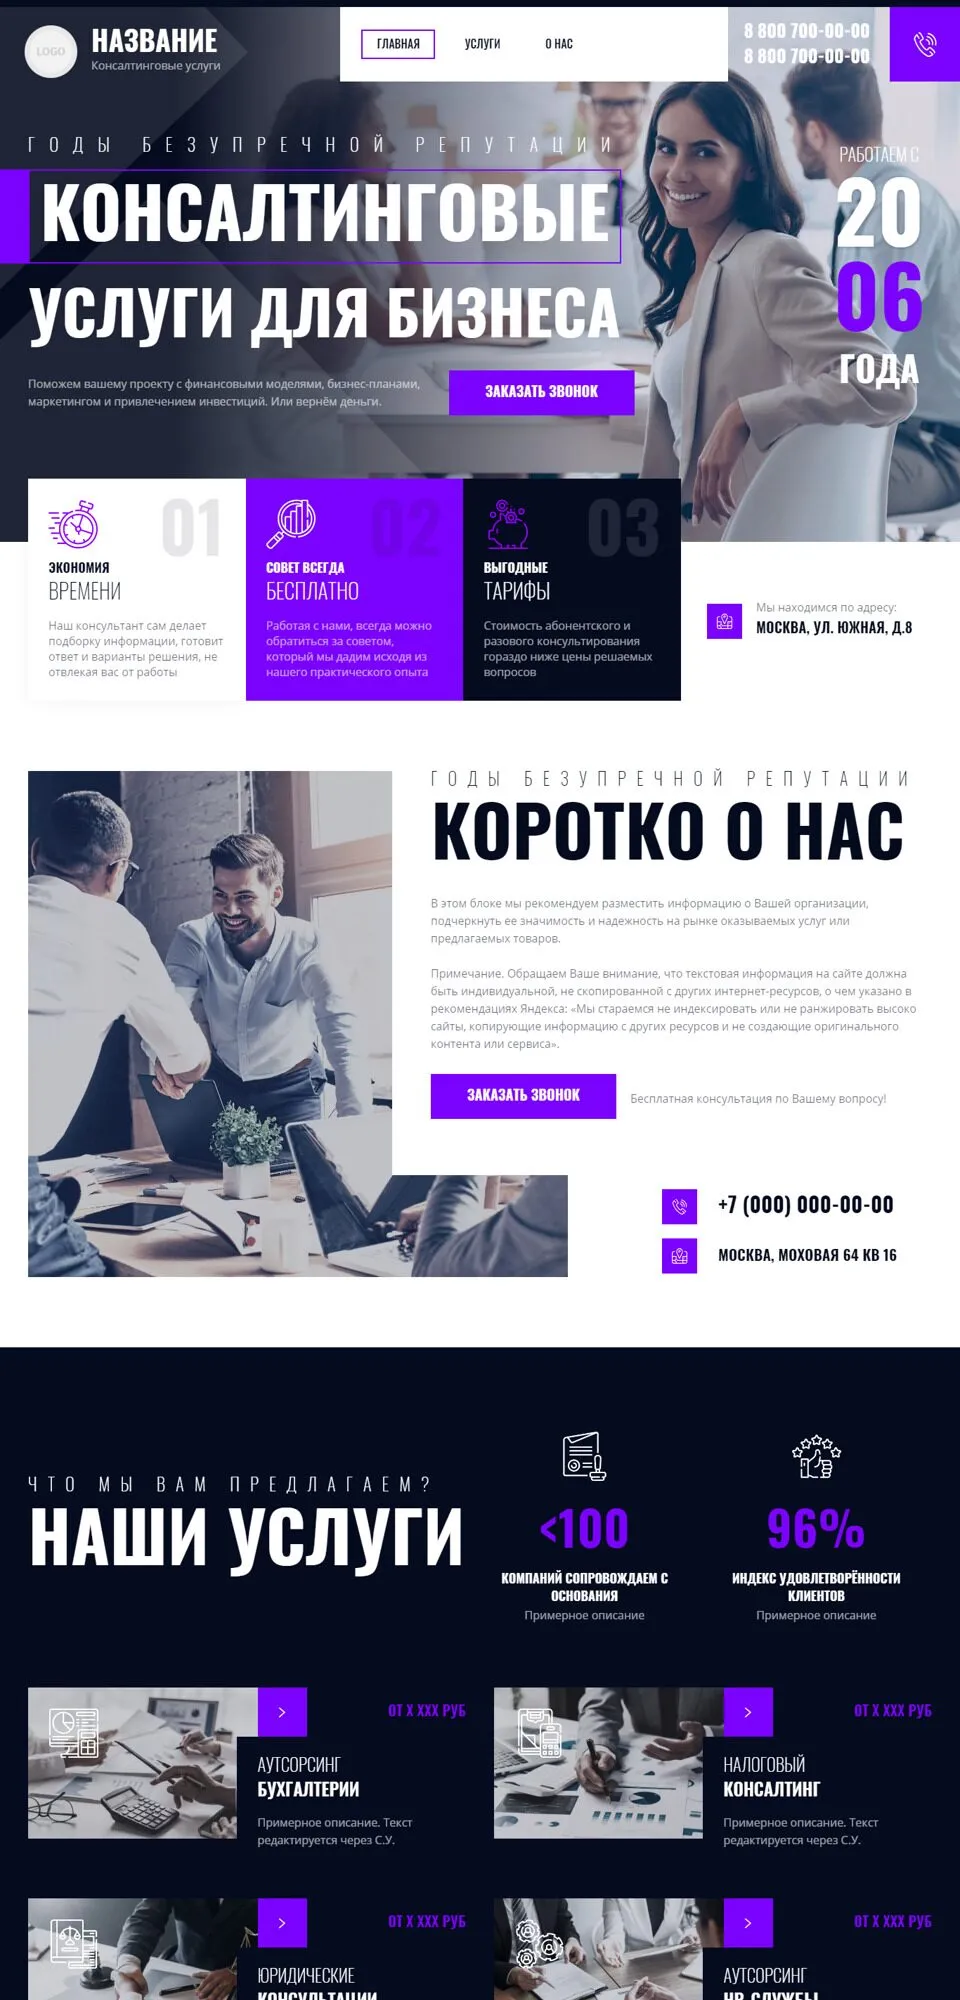 LOGO
НАЗВАНИЕ
Консалтинговые услуги
ГЛАВНАЯ
УСЛУГИ
О НАС
8 800 700-00-00
8 800 700-00-00
ГОДЫ БЕЗУПРЕЧНОЙ РЕПУТАЦИИ
КОНСАЛТИНГОВЫЕ
УСЛУГИ ДЛЯ БИЗНЕСА
Поможем вашему проекту с финансовыми моделями, бизнес-планами,
маркетингом и привлечением инвестиций. Или вернём деньги.
ЗАКАЗАТЬ ЗВОНОК
РАБОТАЕМ С
20
06
ГОДА
01
ЭКОНОМИЯ
ВРЕМЕНИ
Наш консультант сам делает
подборку информации, готовит
ответ и варианты решения, не
отвлекая вас от работы
02
СОВЕТ ВСЕГДА
БЕСПЛАТНО
Работая с нами, всегда можно
обратиться за советом,
который мы дадим исходя из
нашего практического опыта
03
ВЫГОДНЫЕ
ТАРИФЫ
Стоимость абонентского и
разового консультирования
гораздо ниже цены решаемых
вопросов
Мы находимся по адресу:
МОСКВА, УЛ. ЮЖНАЯ, Д.8
ГОДЫ БЕЗУПРЕЧНОЙ РЕПУТАЦИИ
КОРОТКО О НАС
В этом блоке мы рекомендуем разместить информацию о Вашей организации,
подчеркнуть ее значимость и надежность на рынке оказываемых услуг или
предлагаемых товаров.
Примечание. Обращаем Ваше внимание, что текстовая информация на сайте должна
быть индивидуальной, не скопированной с других интернет-ресурсов, о чем указано в
рекомендациях Яндекса: «Мы стараемся не индексировать или не ранжировать высоко
сайты, копирующие информацию с других ресурсов и не создающие оригинального
контента или сервиса».
ЗАКАЗАТЬ ЗВОНОК
Бесплатная консультация по Вашему вопросу!
+7 (000) 000-00-00
МОСКВА, МОХОВАЯ 64 КВ 16
ЧТО МЫ ВАМ ПРЕДЛАГАЕМ?
НАШИ УСЛУГИ
<100
КОМПАНИЙ СОПРОВОЖДАЕМ С
ОСНОВАНИЯ
Примерное описание
96%
ИНДЕКС УДОВЛЕТВОРЁННОСТИ
КЛИЕНТОВ
Примерное описание
ОТ X XXX РУБ
АУТСОРСИНГ
БУХГАЛТЕРИИ
Примерное описание. Текст
редактируется через С.У.
ОТ X XXX РУБ
НАЛОГОВЫЙ
КОНСАЛТИНГ
Примерное описание. Текст
редактируется через С.У.
ОТ X XXX РУБ
ЮРИДИЧЕСКИЕ
КОНСУЛЬТАЦИИ
ОТ X XXX РУБ
АУТСОРСИНГ
HR-СЛУЖБЫ